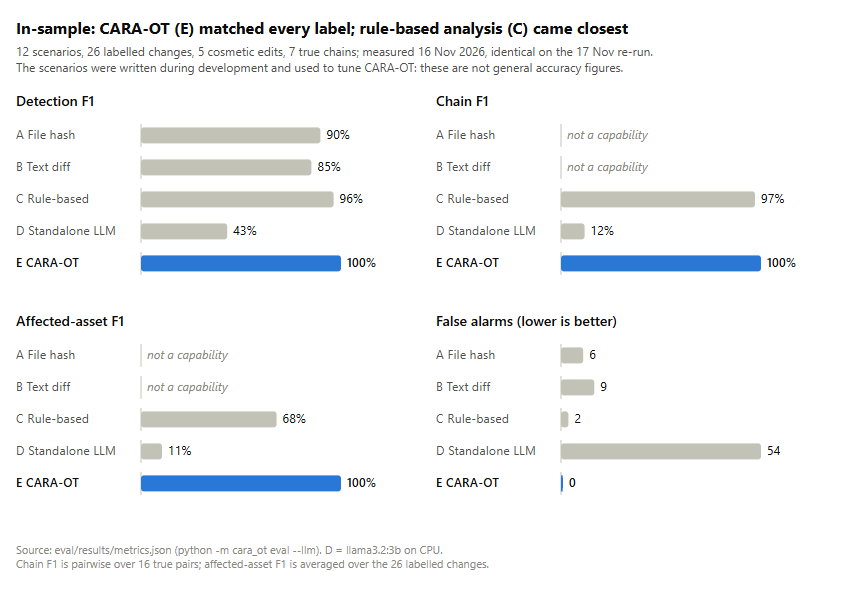 In-sample: CARA-OT (E) matched every label; rule-based analysis (C) came closest
12 scenarios, 26 labelled changes, 5 cosmetic edits, 7 true chains; measured 16 Nov 2026, identical on the 17 Nov re-run.
The scenarios were written during development and used to tune CARA-OT: these are not general accuracy figures.
Detection F1
A File hash 90%
B Text diff 85%
C Rule-based 96%
D Standalone LLM 43%
E CARA-OT 100%
Chain F1
A File hash not a capability
B Text diff not a capability
C Rule-based 97%
D Standalone LLM 12%
E CARA-OT 100%
Affected-asset F1
A File hash not a capability
B Text diff not a capability
C Rule-based 68%
D Standalone LLM 11%
E CARA-OT 100%
False alarms (lower is better)
A File hash 6
B Text diff 9
C Rule-based 2
D Standalone LLM 54
E CARA-OT 0
Source: eval/results/metrics.json (python -m cara_ot eval --llm). D = llama3.2:3b on CPU.
Chain F1 is pairwise over 16 true pairs; affected-asset F1 is averaged over the 26 labelled changes.